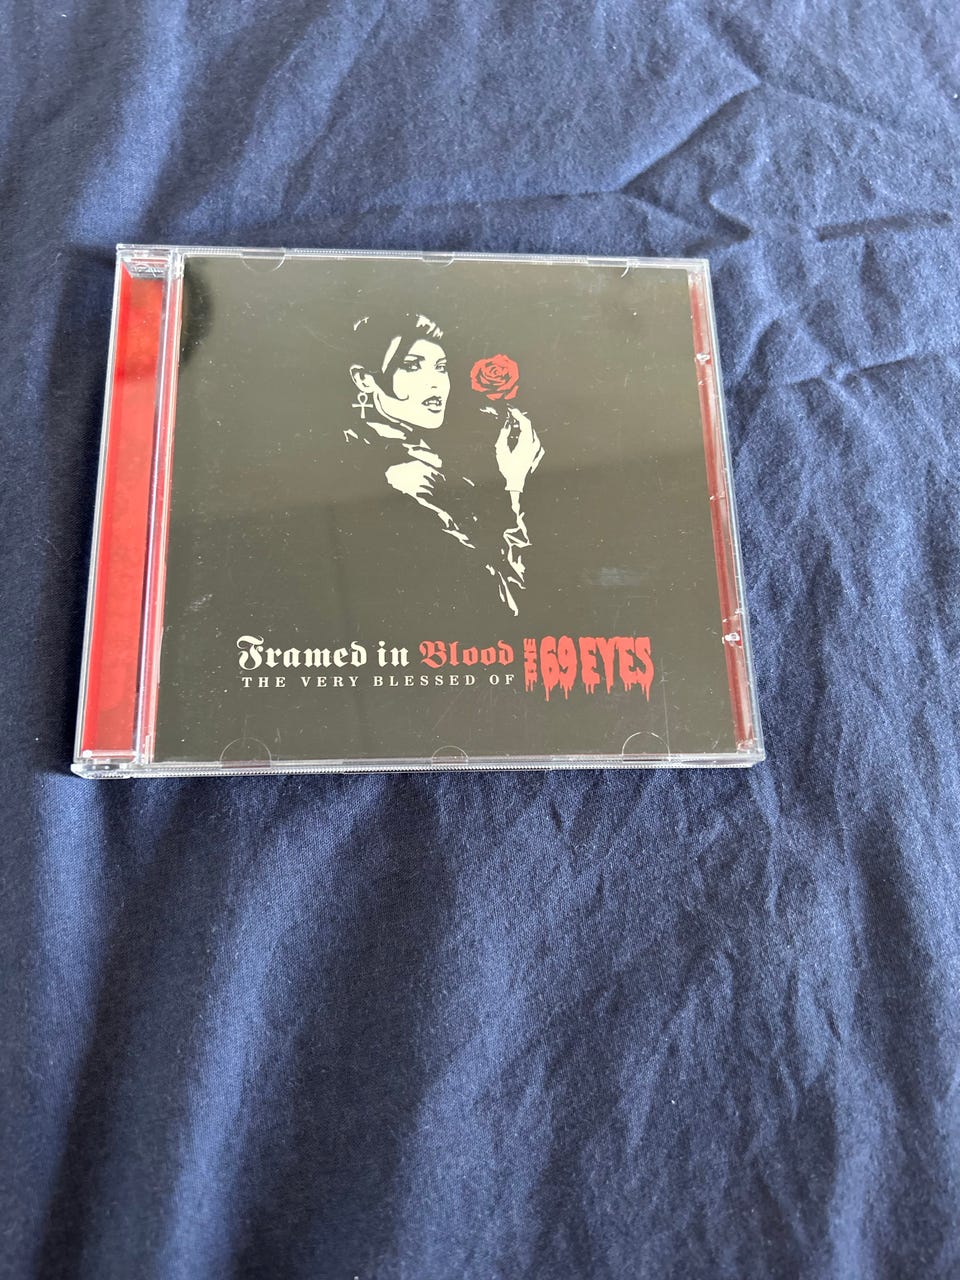 Framed in Blood
THE VERY BLESSED OF
THE 69 EYES